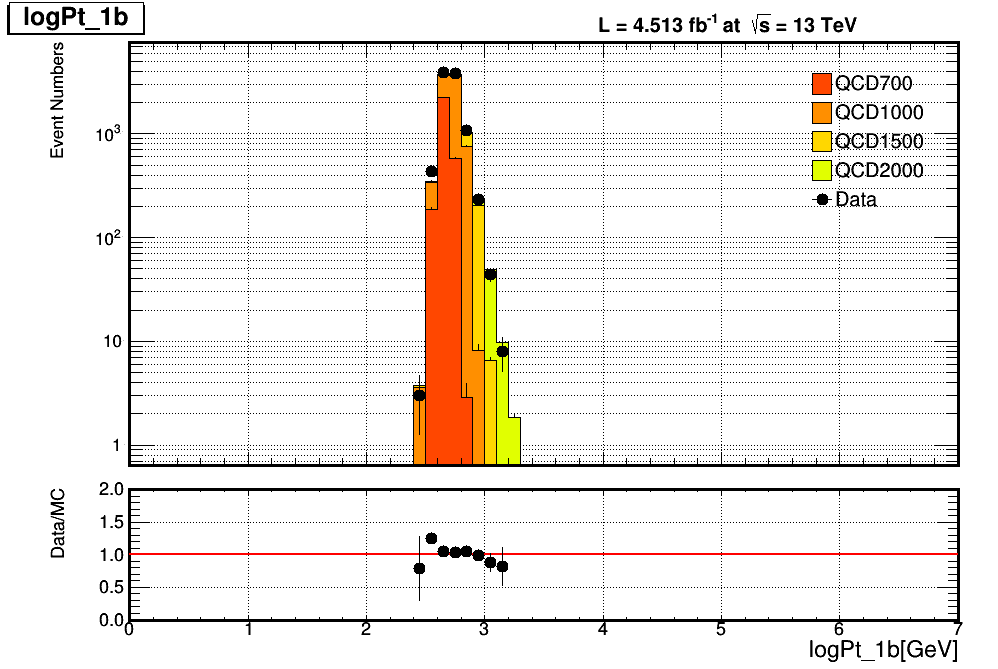 logPt_1b
L = 4.513 fb⁻¹ at √s = 13 TeV
Event Numbers
10³
10²
10
1
QCD700
QCD1000
QCD1500
QCD2000
Data
Data/MC
2.0
1.5
1.0
0.5
0.0
0 1 2 3 4 5 6 7
logPt_1b[GeV]